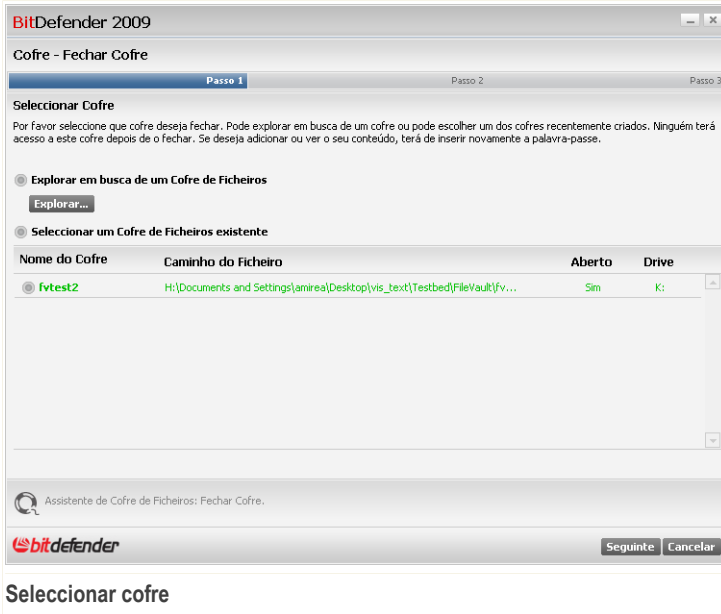 BitDefender 2009
Cofre - Fechar Cofre
Passo 1 Passo 2 Passo 3
Seleccionar Cofre
Por favor seleccione que cofre deseja fechar. Pode explorar em busca de um cofre ou pode escolher um dos cofres recentemente criados. Ninguém terá
acesso a este cofre depois de o fechar. Se deseja adicionar ou ver o seu conteúdo, terá de inserir novamente a palavra-passe.
Explorar em busca de um Cofre de Ficheiros
Explorar...
Seleccionar um Cofre de Ficheiros existente
Nome do Cofre Caminho do Ficheiro Aberto Drive
fvtest2 H:\Documents and Settings\amirea\Desktop\vis_text\Testbed\FileVault\fv... Sim K:
Assistente de Cofre de Ficheiros: Fechar Cofre.
bitdefender
Seguinte Cancelar
Seleccionar cofre